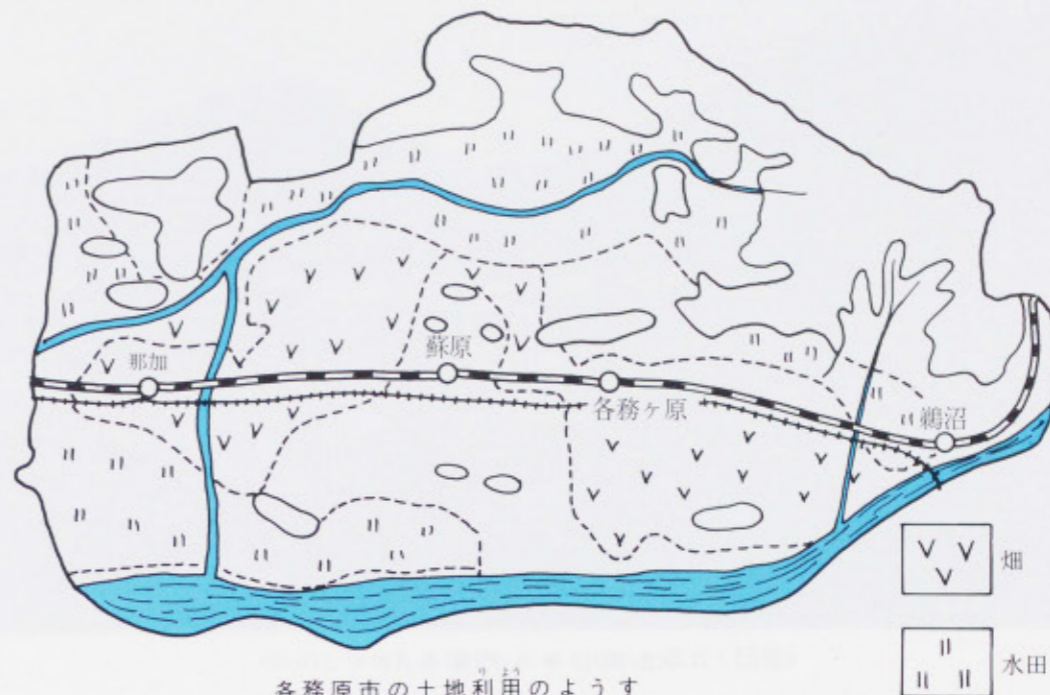 那加
蘇原
各務ヶ原
鵜沼
畑
水田
各務原市の土地利用のようす